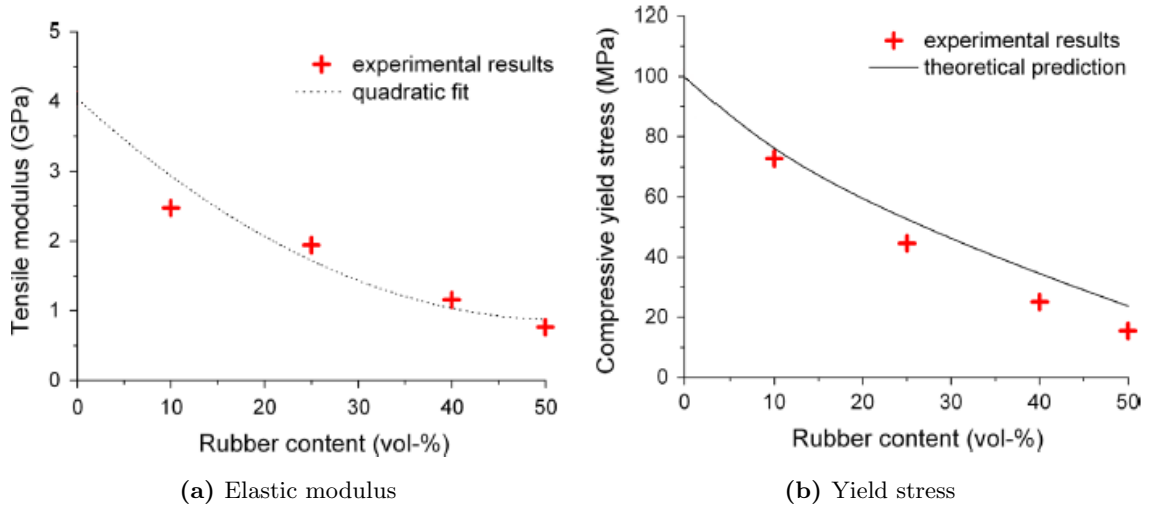 5
4
3
2
1
0
0
10
20
30
40
50
Tensile modulus (GPa)
experimental results
quadratic fit
Rubber content (vol-%)
(a) Elastic modulus
120
100
80
60
40
20
0
0
10
20
30
40
50
Compressive yield stress (MPa)
experimental results
theoretical prediction
Rubber content (vol-%)
(b) Yield stress